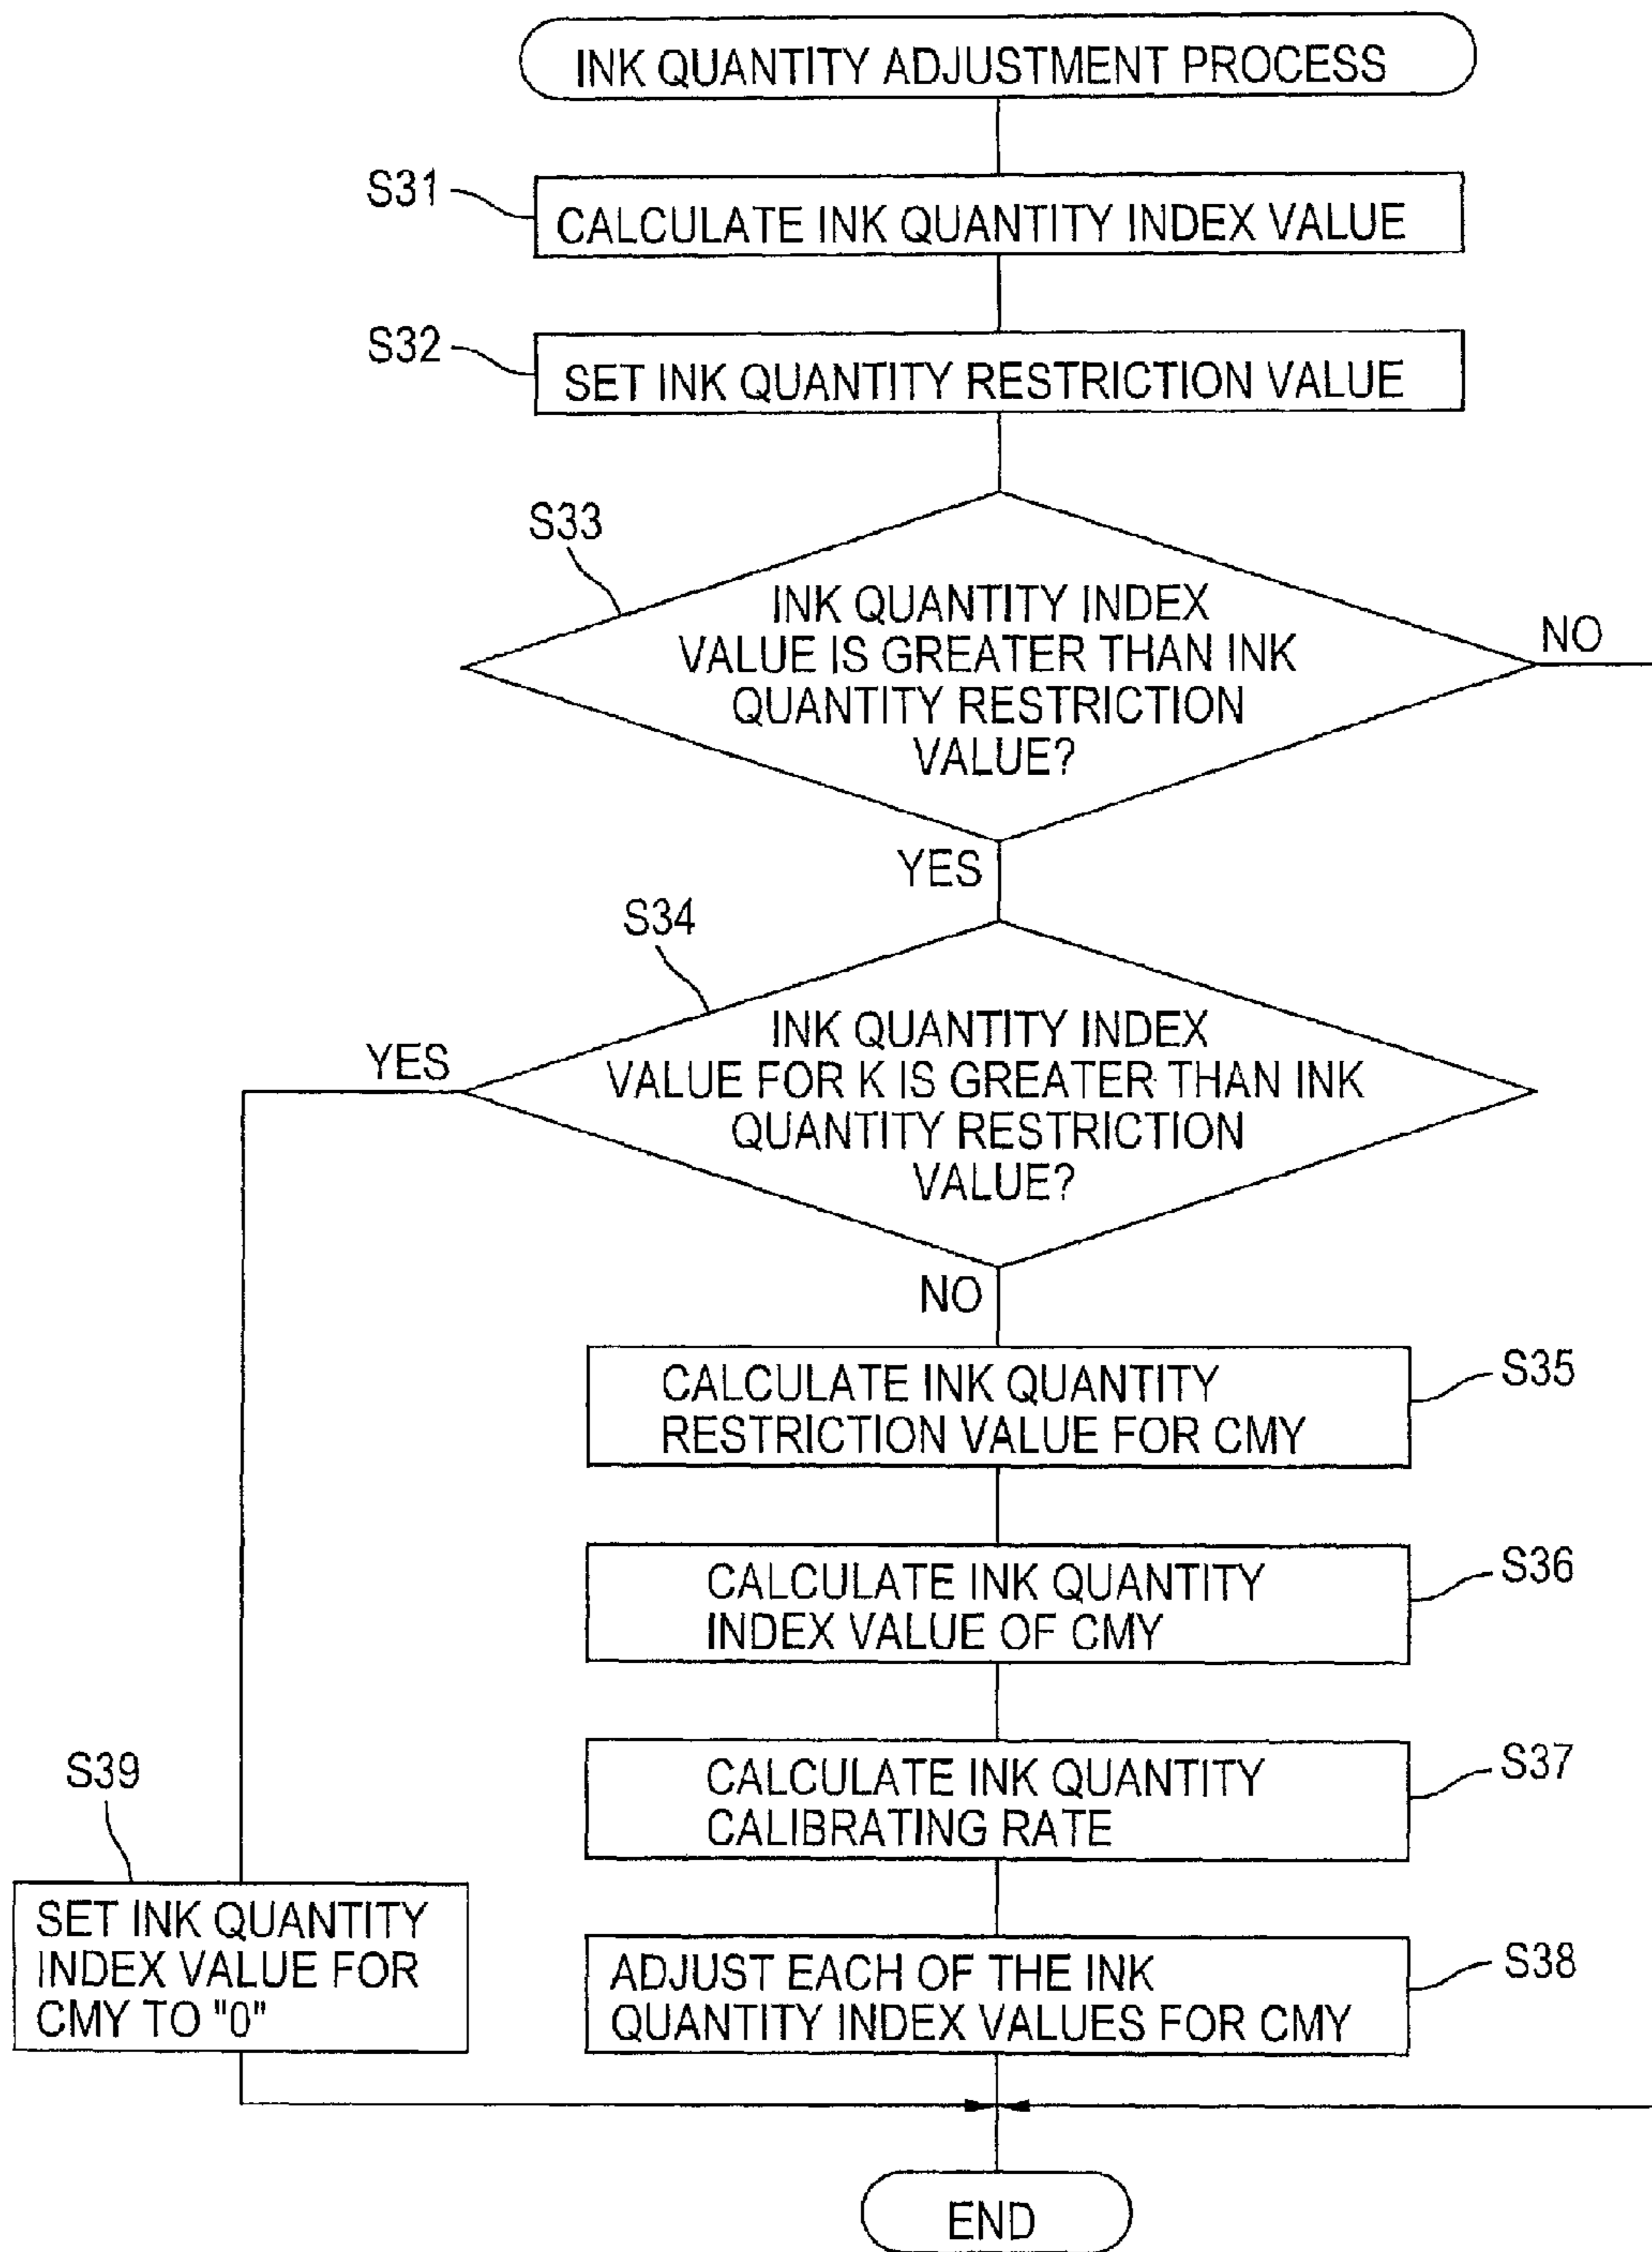 INK QUANTITY ADJUSTMENT PROCESS
S31
CALCULATE INK QUANTITY INDEX VALUE
S32
SET INK QUANTITY RESTRICTION VALUE
S33
INK QUANTITY INDEX
VALUE IS GREATER THAN INK
QUANTITY RESTRICTION
VALUE?
NO
YES
S34
INK QUANTITY INDEX
VALUE FOR K IS GREATER THAN INK
QUANTITY RESTRICTION
VALUE?
YES
NO
CALCULATE INK QUANTITY
RESTRICTION VALUE FOR CMY
S35
CALCULATE INK QUANTITY
INDEX VALUE OF CMY
S36
CALCULATE INK QUANTITY
CALIBRATING RATE
S37
S39
SET INK QUANTITY
INDEX VALUE FOR
CMY TO "0"
ADJUST EACH OF THE INK
QUANTITY INDEX VALUES FOR CMY
S38
END